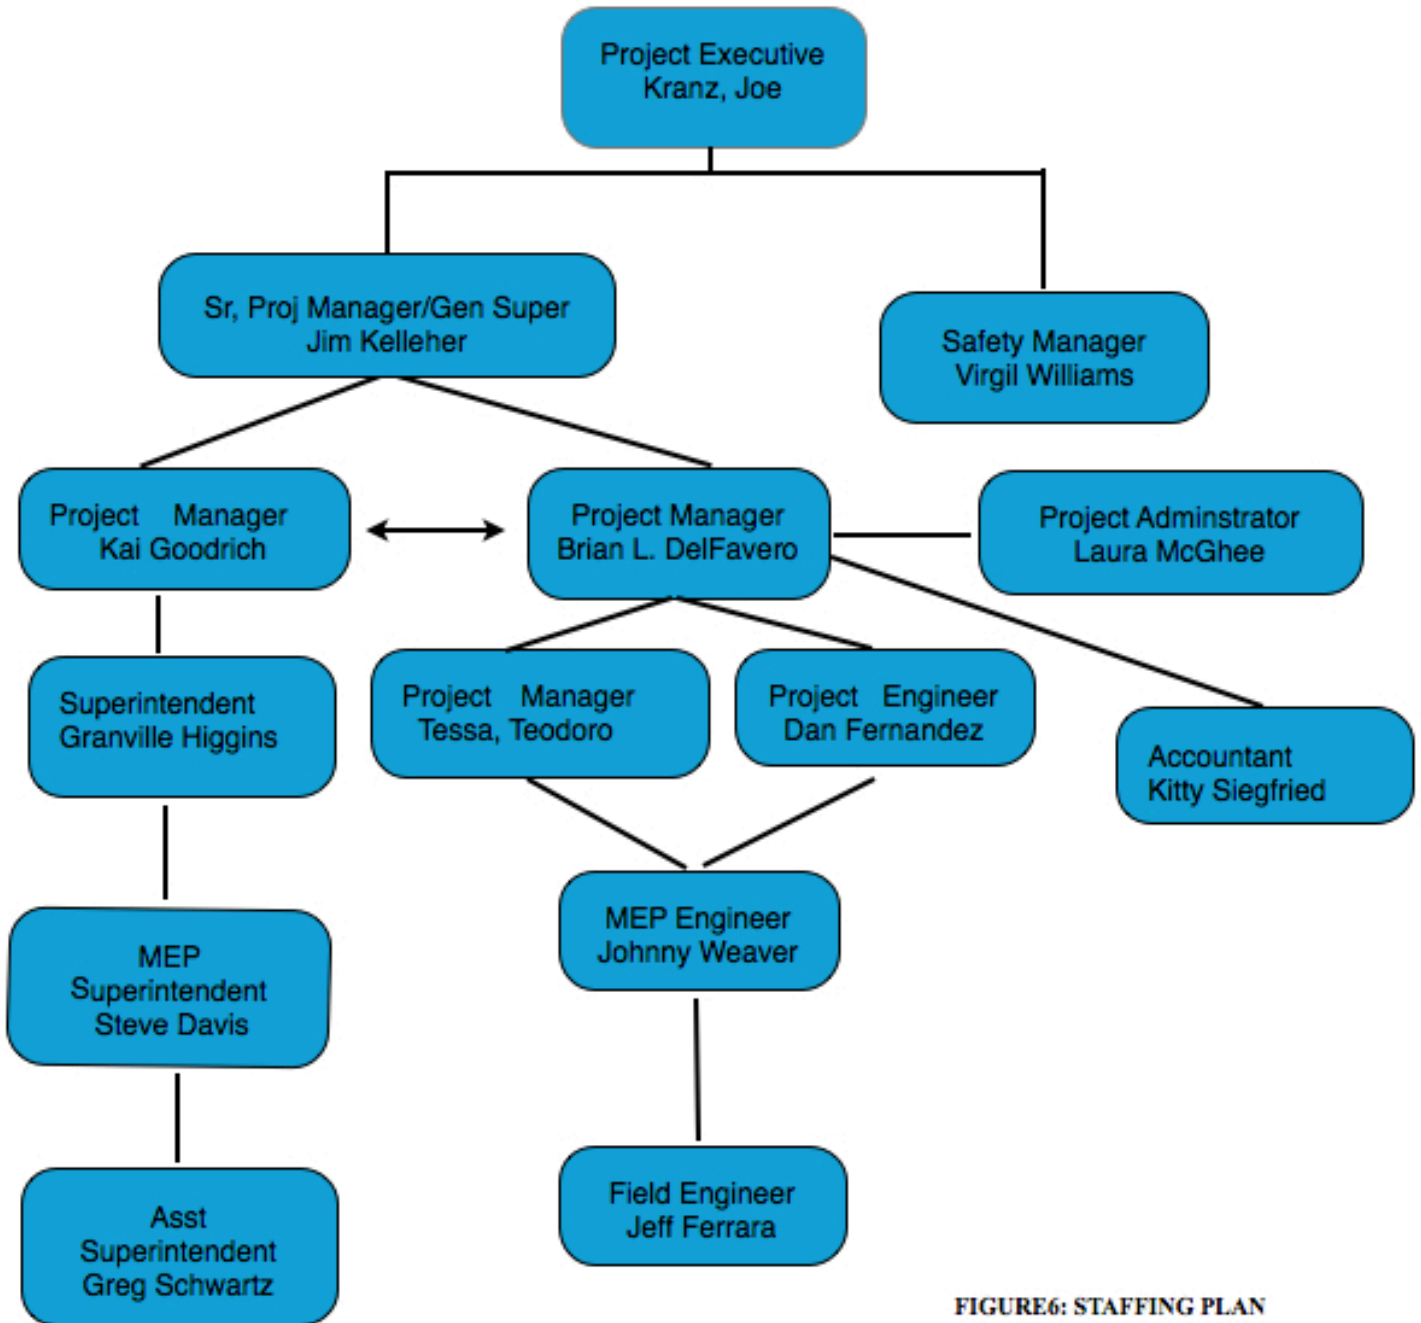 Project Executive
Kranz, Joe
Sr, Proj Manager/Gen Super
Jim Kelleher
Safety Manager
Virgil Williams
Project Manager
Kai Goodrich
Project Manager
Brian L. DelFavero
Project Adminstrator
Laura McGhee
Superintendent
Granville Higgins
Project Manager
Tessa, Teodoro
Project Engineer
Dan Fernandez
Accountant
Kitty Siegfried
MEP Engineer
Johnny Weaver
MEP
Superintendent
Steve Davis
Field Engineer
Jeff Ferrara
Asst
Superintendent
Greg Schwartz
FIGURE6: STAFFING PLAN